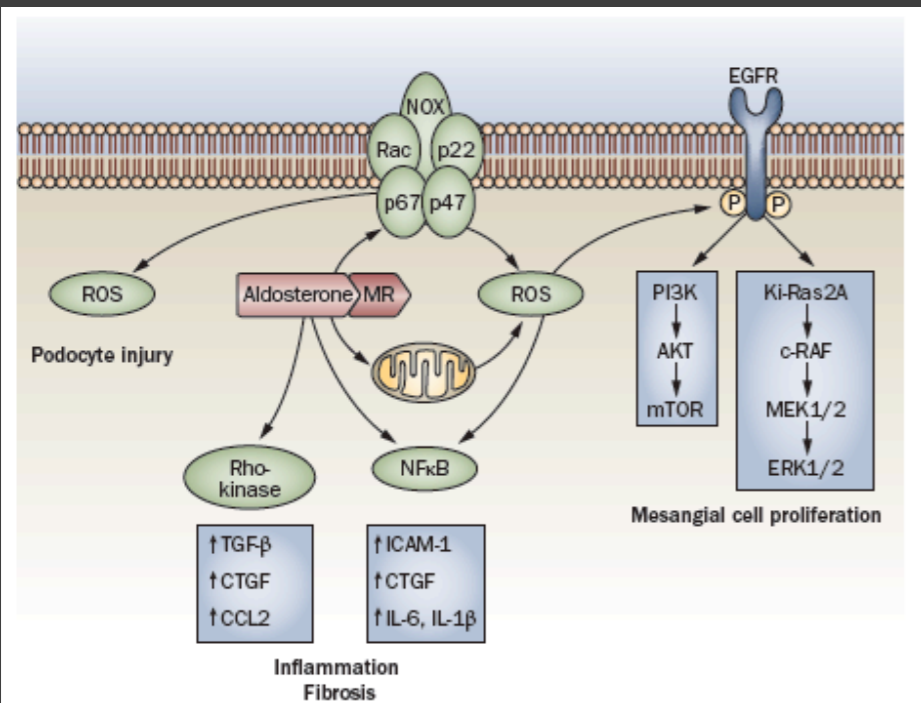 EGFR
NOX
Rac
p22
p67
p47
P
P
ROS
Aldosterone
MR
ROS
Podocyte injury
PI3K
AKT
mTOR
Ki-Ras2A
c-RAF
MEK1/2
ERK1/2
Rho-
kinase
NFκB
Mesangial cell proliferation
↑TGF-β
↑CTGF
↑CCL2
↑ICAM-1
↑CTGF
↑IL-6, IL-1β
Inflammation
Fibrosis